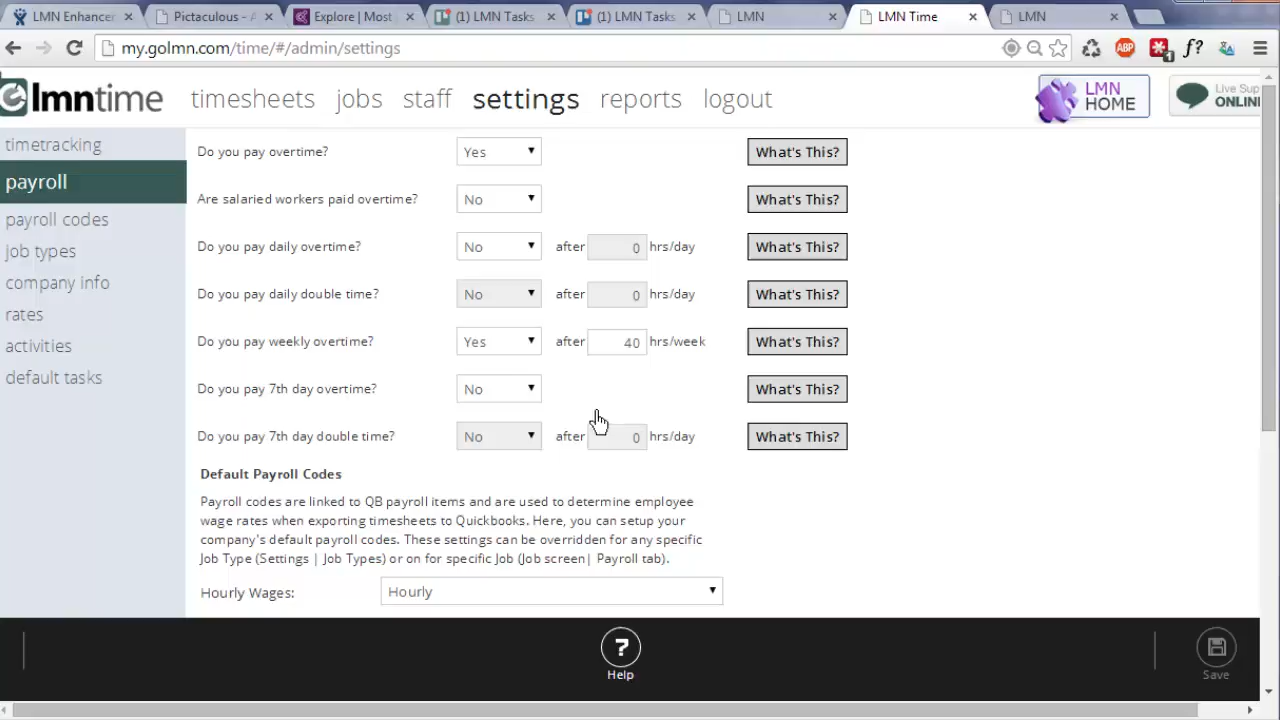 LMN Enhancer
Pictaculous - A
Explore | Most
(1) LMN Tasks
(1) LMN Tasks
LMN
LMN Time
LMN
my.golmn.com/time/#/admin/settings
ABP
1
f?
lmntime
timesheets
jobs
staff
settings
reports
logout
LMN HOME
Live Sup
ONLIN
timetracking
payroll
payroll codes
job types
company info
rates
activities
default tasks
Do you pay overtime? Yes What's This?
Are salaried workers paid overtime? No What's This?
Do you pay daily overtime? No after 0 hrs/day What's This?
Do you pay daily double time? No after 0 hrs/day What's This?
Do you pay weekly overtime? Yes after 40 hrs/week What's This?
Do you pay 7th day overtime? No What's This?
Do you pay 7th day double time? No after 0 hrs/day What's This?
Default Payroll Codes
Payroll codes are linked to QB payroll items and are used to determine employee
wage rates when exporting timesheets to Quickbooks. Here, you can setup your
company's default payroll codes. These settings can be overridden for any specific
Job Type (Settings | Job Types) or on for specific Job (Job screen| Payroll tab).
Hourly Wages: Hourly
?
Help
Save